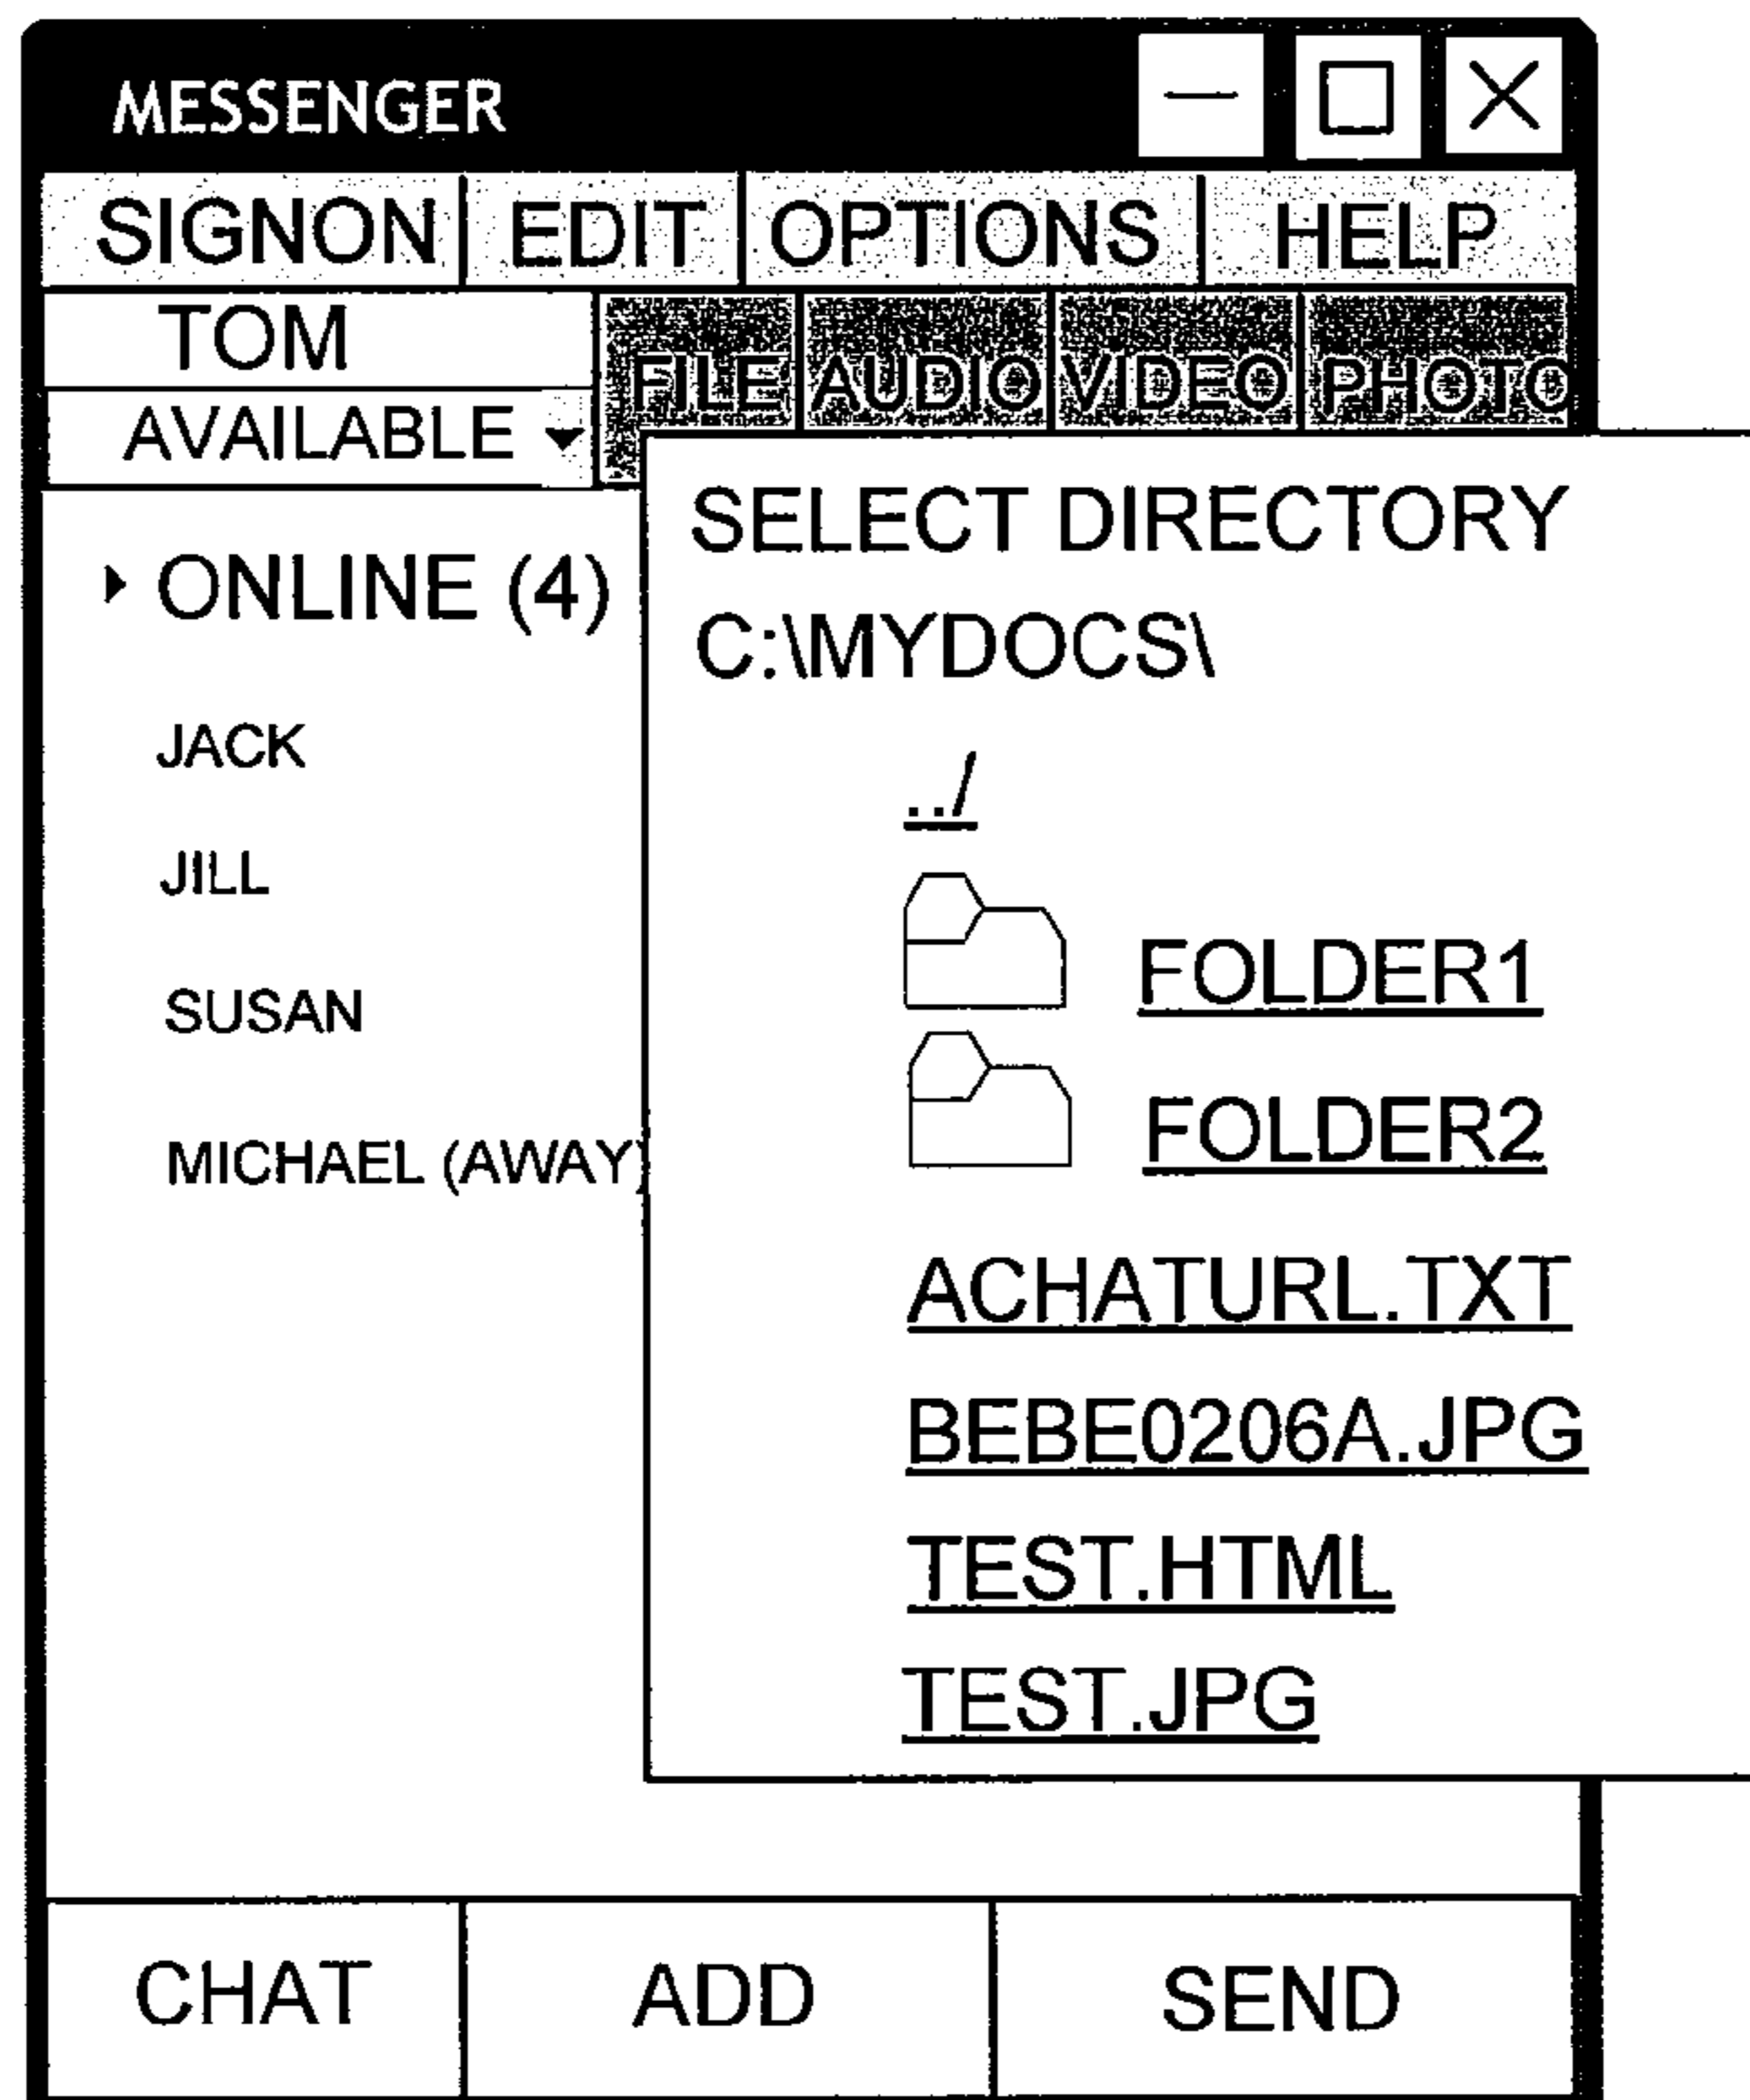 MESSENGER
SIGNON EDIT OPTIONS HELP
TOM
FILE AUDIO VIDEO PHOTO
AVAILABLE
SELECT DIRECTORY
ONLINE (4)
C:\MYDOCS\
JACK
../
JILL
FOLDER1
SUSAN
FOLDER2
MICHAEL (AWAY)
ACHATURL.TXT
BEBE0206A.JPG
TEST.HTML
TEST.JPG
CHAT ADD SEND